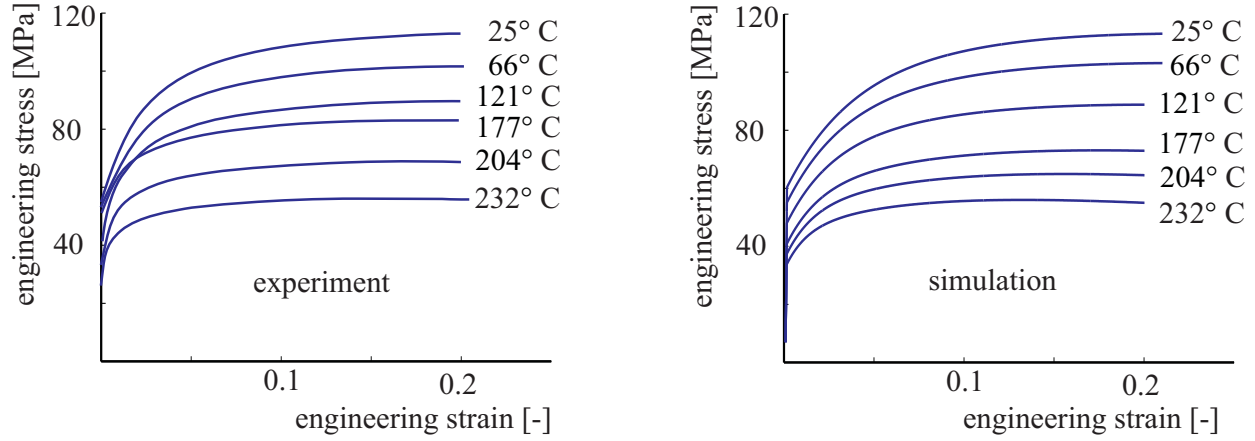 engineering stress [MPa]
120
80
40
25° C
66° C
121° C
177° C
204° C
232° C
experiment
0.1
0.2
engineering strain [-]
engineering stress [MPa]
120
80
40
25° C
66° C
121° C
177° C
204° C
232° C
simulation
0.1
0.2
engineering strain [-]